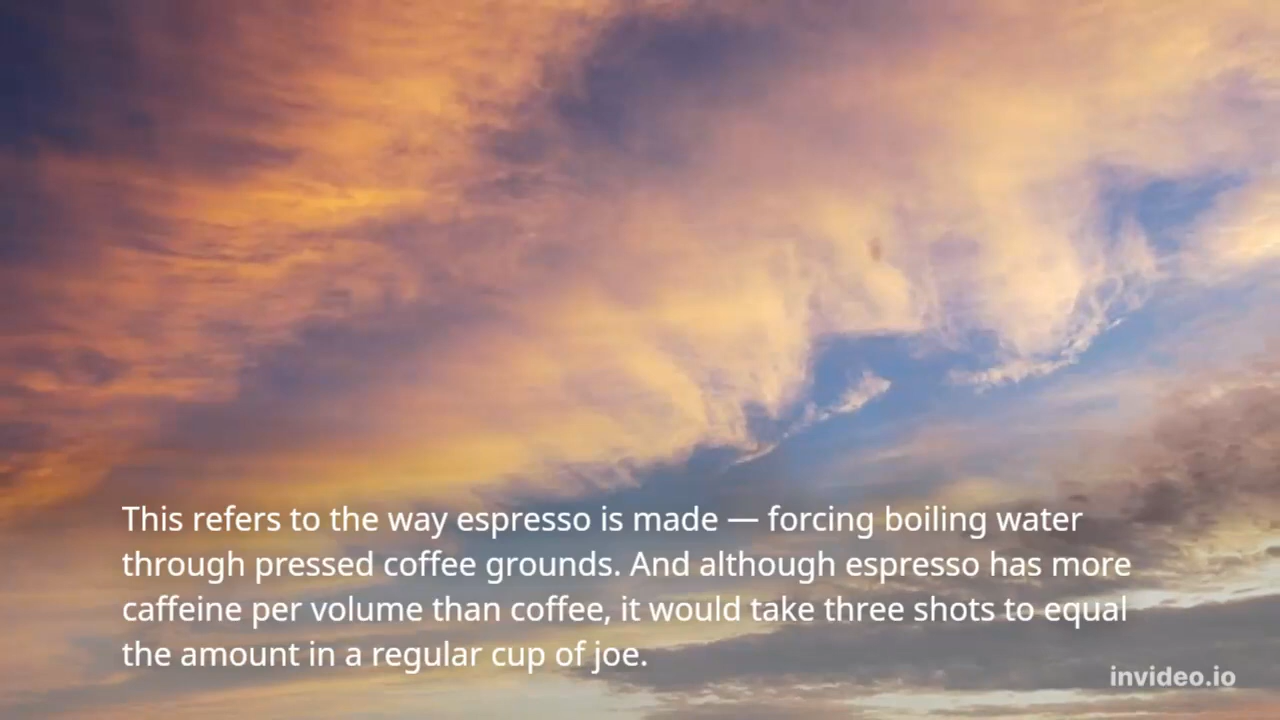 This refers to the way espresso is made — forcing boiling water
through pressed coffee grounds. And although espresso has more
caffeine per volume than coffee, it would take three shots to equal
the amount in a regular cup of joe.
invideo.io